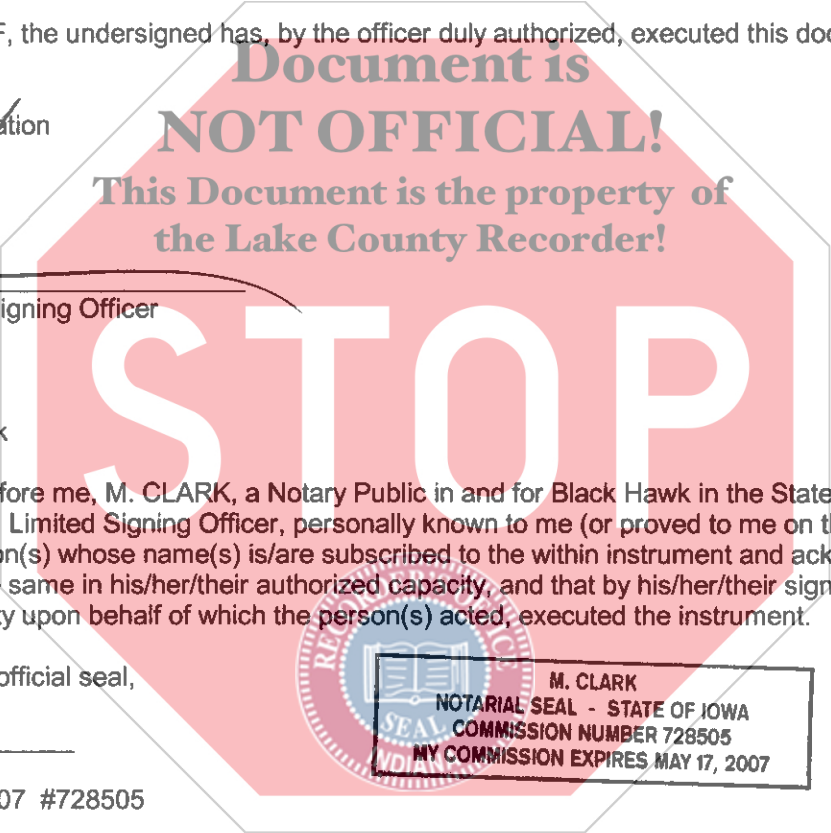 F, the undersigned has, by the officer duly authorized, executed this doc
Document is
ation
NOT OFFICIAL!
This Document is the property of
the Lake County Recorder!
igning Officer
STOP
k
fore me, M. CLARK, a Notary Public in and for Black Hawk in the State
Limited Signing Officer, personally known to me (or proved to me on th
on(s) whose name(s) is/are subscribed to the within instrument and ack
same in his/her/their authorized capacity, and that by his/her/their sign
ty upon behalf of which the person(s) acted, executed the instrument.
official seal,
RECORDER'S OFFICE
SEAL
INDIANA
M. CLARK
NOTARIAL SEAL - STATE OF IOWA
COMMISSION NUMBER 728505
MY COMMISSION EXPIRES MAY 17, 2007
07 #728505